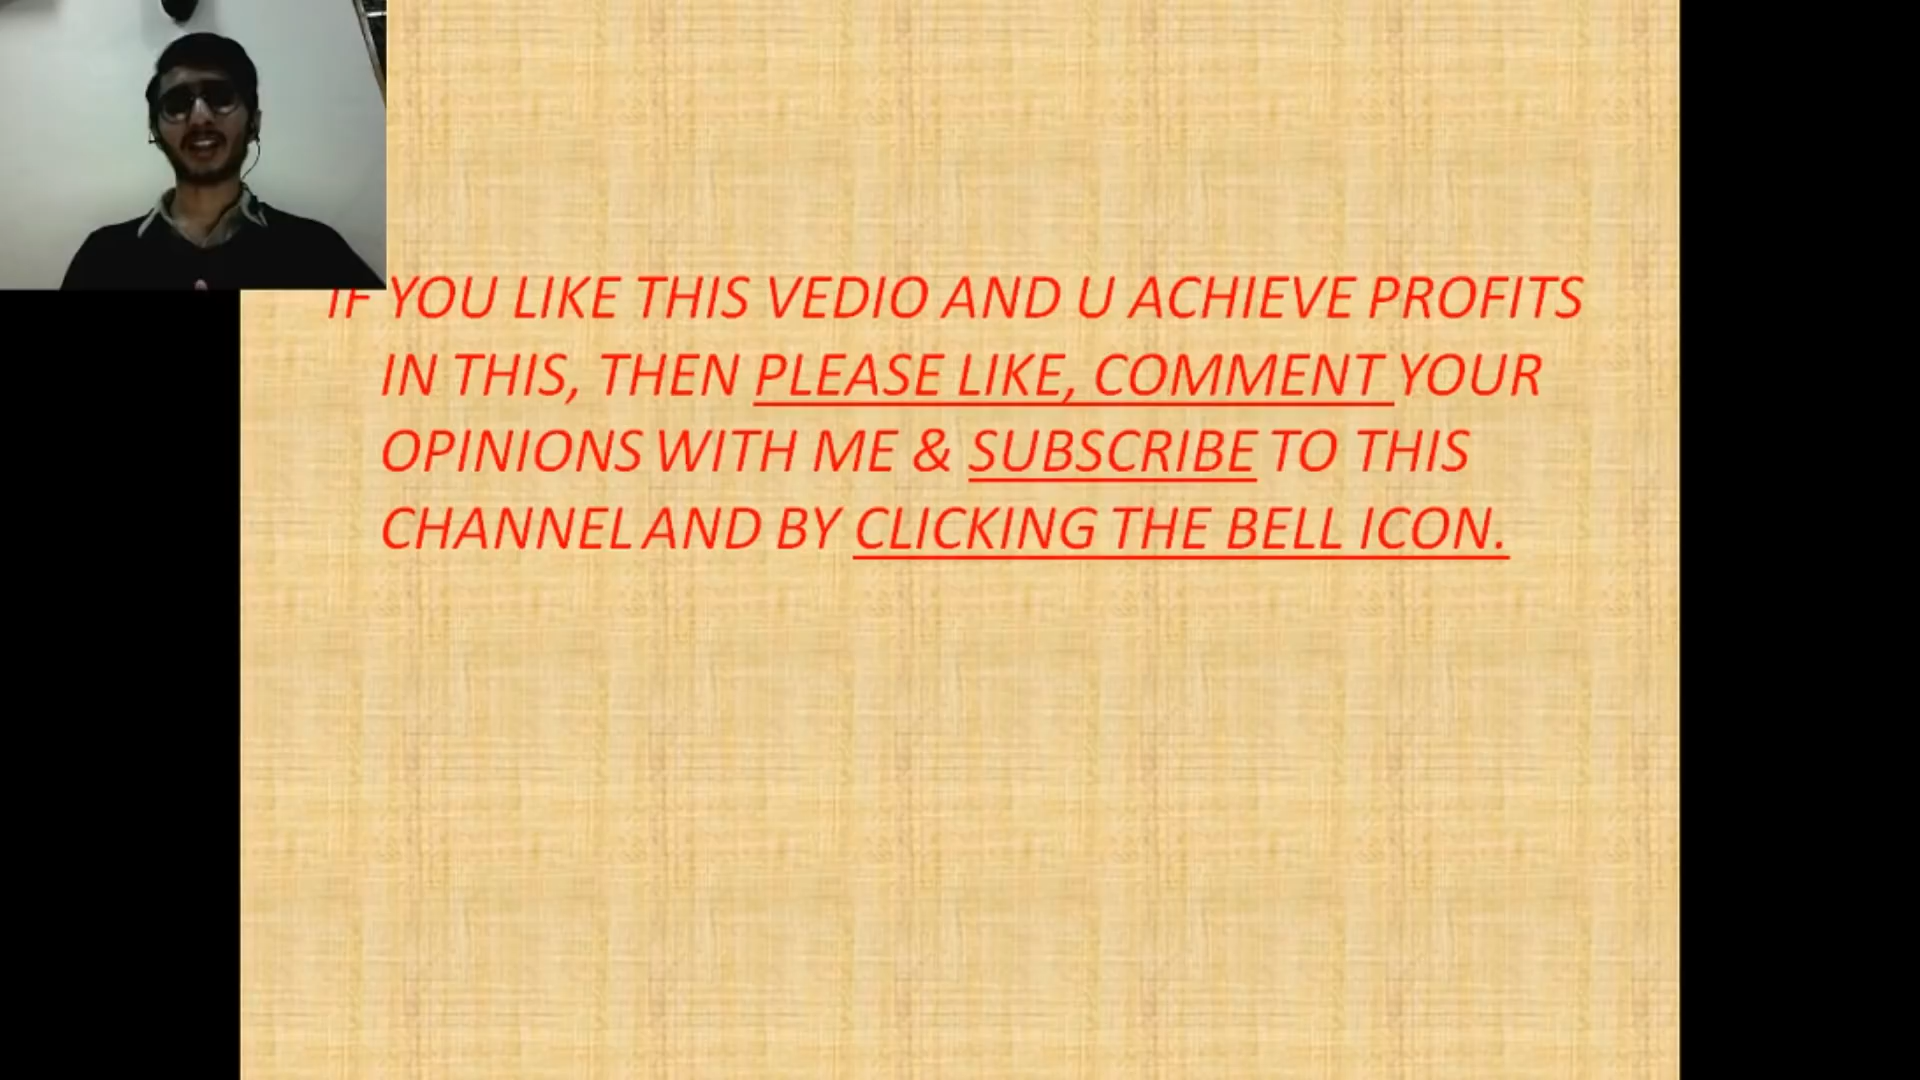 IF YOU LIKE THIS VEDIO AND U ACHIEVE PROFITS
IN THIS, THEN PLEASE LIKE, COMMENT YOUR
OPINIONS WITH ME & SUBSCRIBE TO THIS
CHANNEL AND BY CLICKING THE BELL ICON.